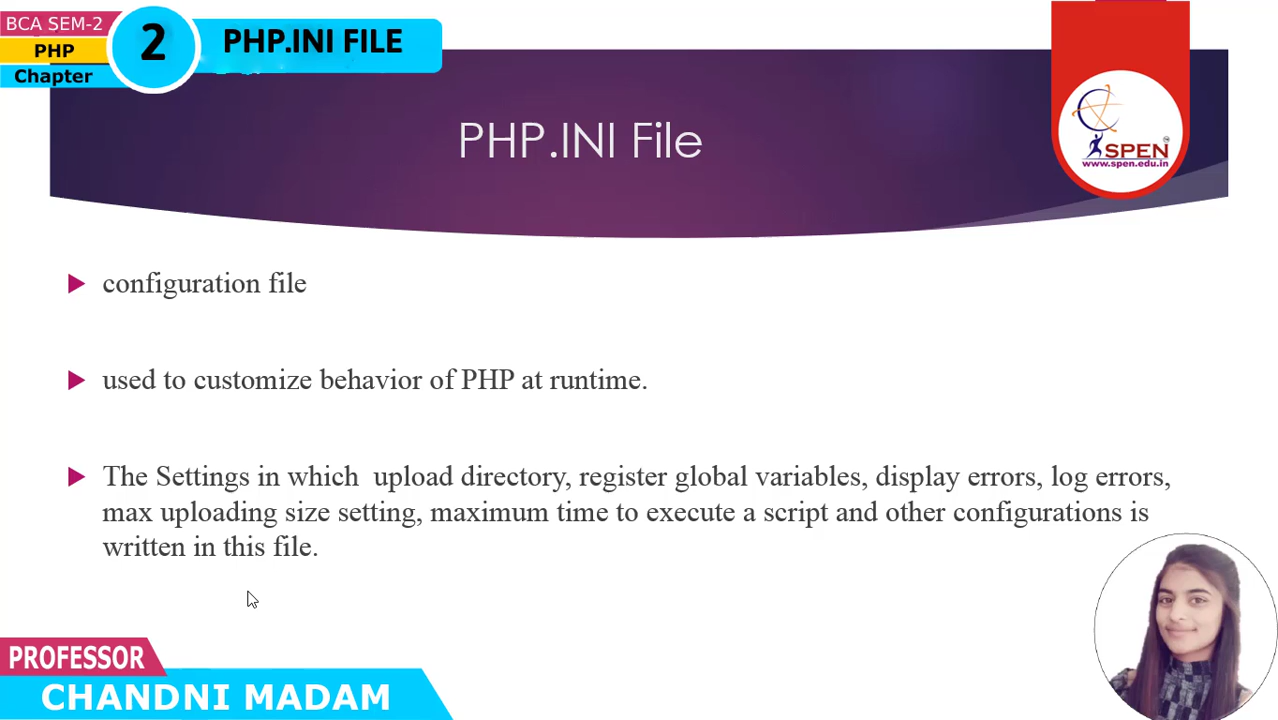 BCA SEM-2
PHP
Chapter
2
PHP.INI FILE
PHP.INI File
SPEN
www.spen.edu.in
configuration file
used to customize behavior of PHP at runtime.
The Settings in which upload directory, register global variables, display errors, log errors,
max uploading size setting, maximum time to execute a script and other configurations is
written in this file.
PROFESSOR
CHANDNI MADAM